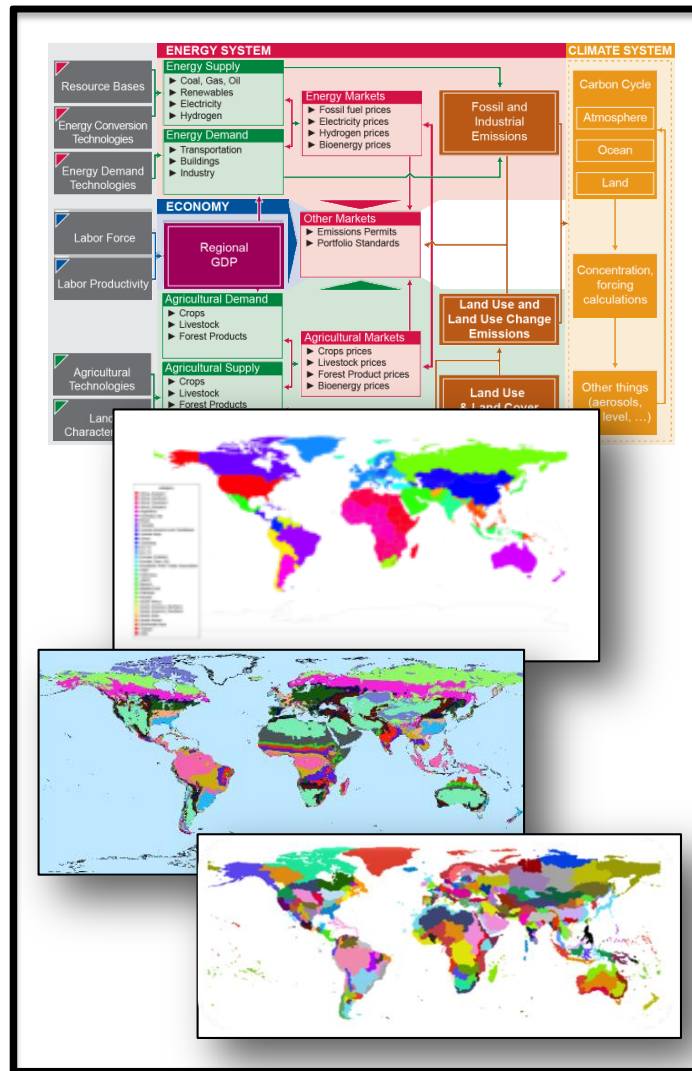 ENERGY SYSTEM
CLIMATE SYSTEM
Resource Bases
Energy Conversion
Technologies
Energy Demand
Technologies
Labor Force
Labor Productivity
Agricultural
Technologies
Energy Supply
► Coal, Gas, Oil
► Renewables
► Electricity
► Hydrogen
Energy Demand
► Transportation
► Buildings
► Industry
Energy Markets
► Fossil fuel prices
► Electricity prices
► Hydrogen prices
► Bioenergy prices
ECONOMY
Regional
GDP
Other Markets
► Emissions Permits
► Portfolio Standards
Agricultural Demand
► Crops
► Livestock
► Forest Products
Agricultural Supply
► Crops
► Livestock
► Forest Products
Agricultural Markets
► Crops prices
► Livestock prices
► Forest Product prices
► Bioenergy prices
Fossil and
Industrial
Emissions
Land Use and
Land Use Change
Emissions
Land Use
& Land Cover
Carbon Cycle
Atmosphere
Ocean
Land
Concentration,
forcing
calculations
Other things
(aerosols,
level, ...)